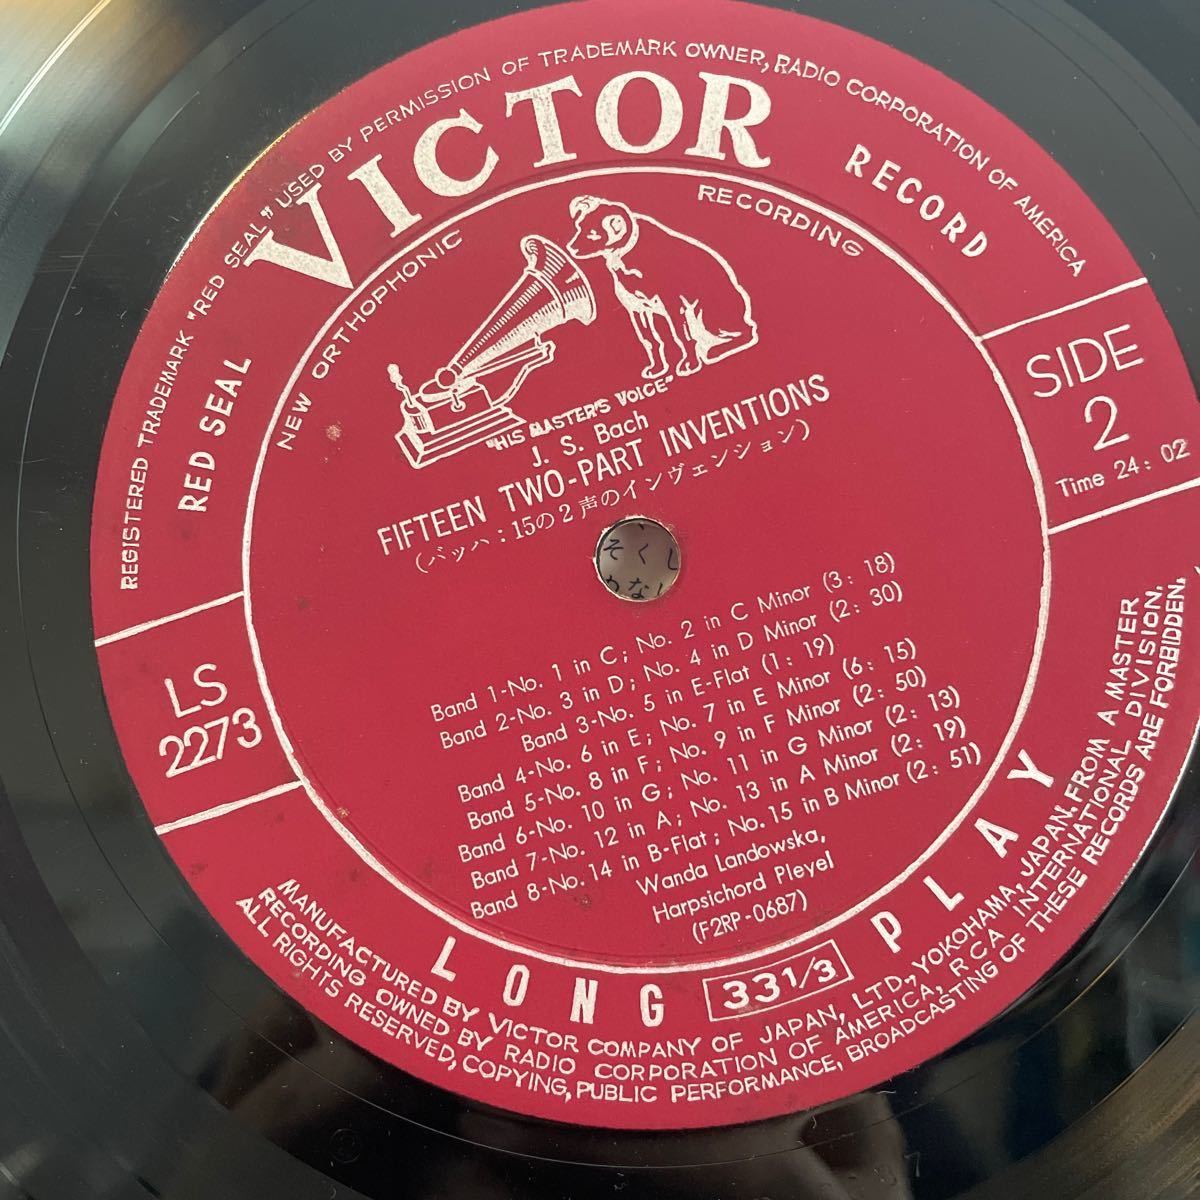 REGISTERED TRADEMARK "RED SEAL" USED BY PERMISSION OF TRADEMARK OWNER, RADIO CORPORATION OF AMERICA
VICTOR
RED SEAL
RECORD
NEW ORTHOPHONIC
RECORDING
"HIS MASTER'S VOICE"
J. S. Bach
FIFTEEN TWO-PART INVENTIONS
(バッハ：15の2声のインヴェンション)
SIDE
2
Time 24: 02
LS
2273
そくし
Band 1-No. 1 in C; No. 2 in C Minor (3: 18)
Band 2-No. 3 in D; No. 4 in D Minor (2: 30)
Band 3-No. 5 in E-Flat (1: 19)
Band 4-No. 6 in E; No. 7 in E Minor (6: 15)
Band 5-No. 8 in F; No. 9 in F Minor (2: 50)
Band 6-No. 10 in G; No. 11 in G Minor (2: 13)
Band 7-No. 12 in A; No. 13 in A Minor (2: 19)
Band 8-No. 14 in B-Flat; No. 15 in B Minor (2: 51)
Wanda Landowska,
Harpsichord Pleyel
(F2RP-0687)
LONG 33 1/3 PLAY
MANUFACTURED BY VICTOR COMPANY OF JAPAN, LTD., YOKOHAMA, JAPAN, FROM A MASTER
RECORDING OWNED BY RADIO CORPORATION OF AMERICA, RCA INTERNATIONAL DIVISION.
ALL RIGHTS RESERVED, COPYING, PUBLIC PERFORMANCE, BROADCASTING OF THESE RECORDS ARE FORBIDDEN.